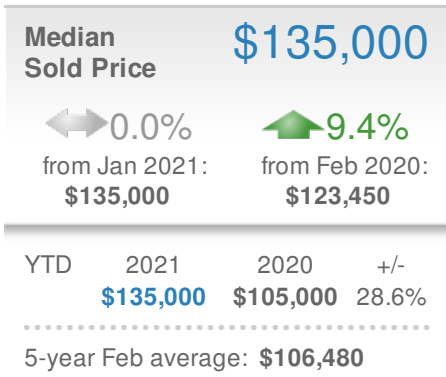 Median
Sold Price
$135,000
0.0%
from Jan 2021:
$135,000
9.4%
from Feb 2020:
$123,450
YTD 2021 2020 +/-
$135,000 $105,000 28.6%
5-year Feb average: $106,480